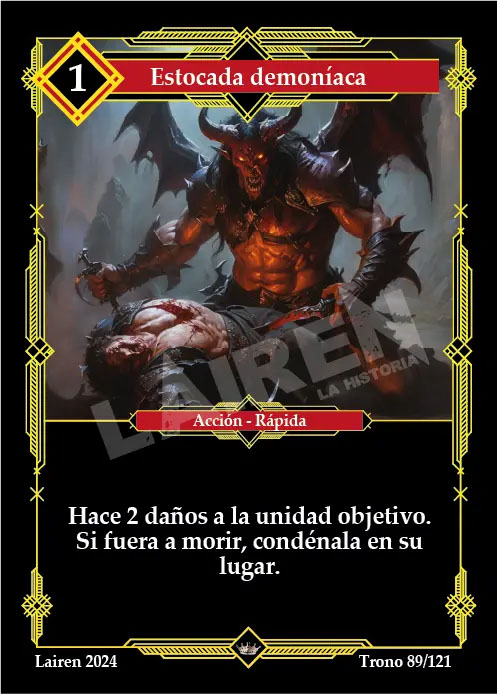 1
Estocada demoníaca
LAIREN
LA HISTORIA
Acción - Rápida
Hace 2 daños a la unidad objetivo.
Si fuera a morir, condénala en su
lugar.
Lairen 2024
Trono 89/121